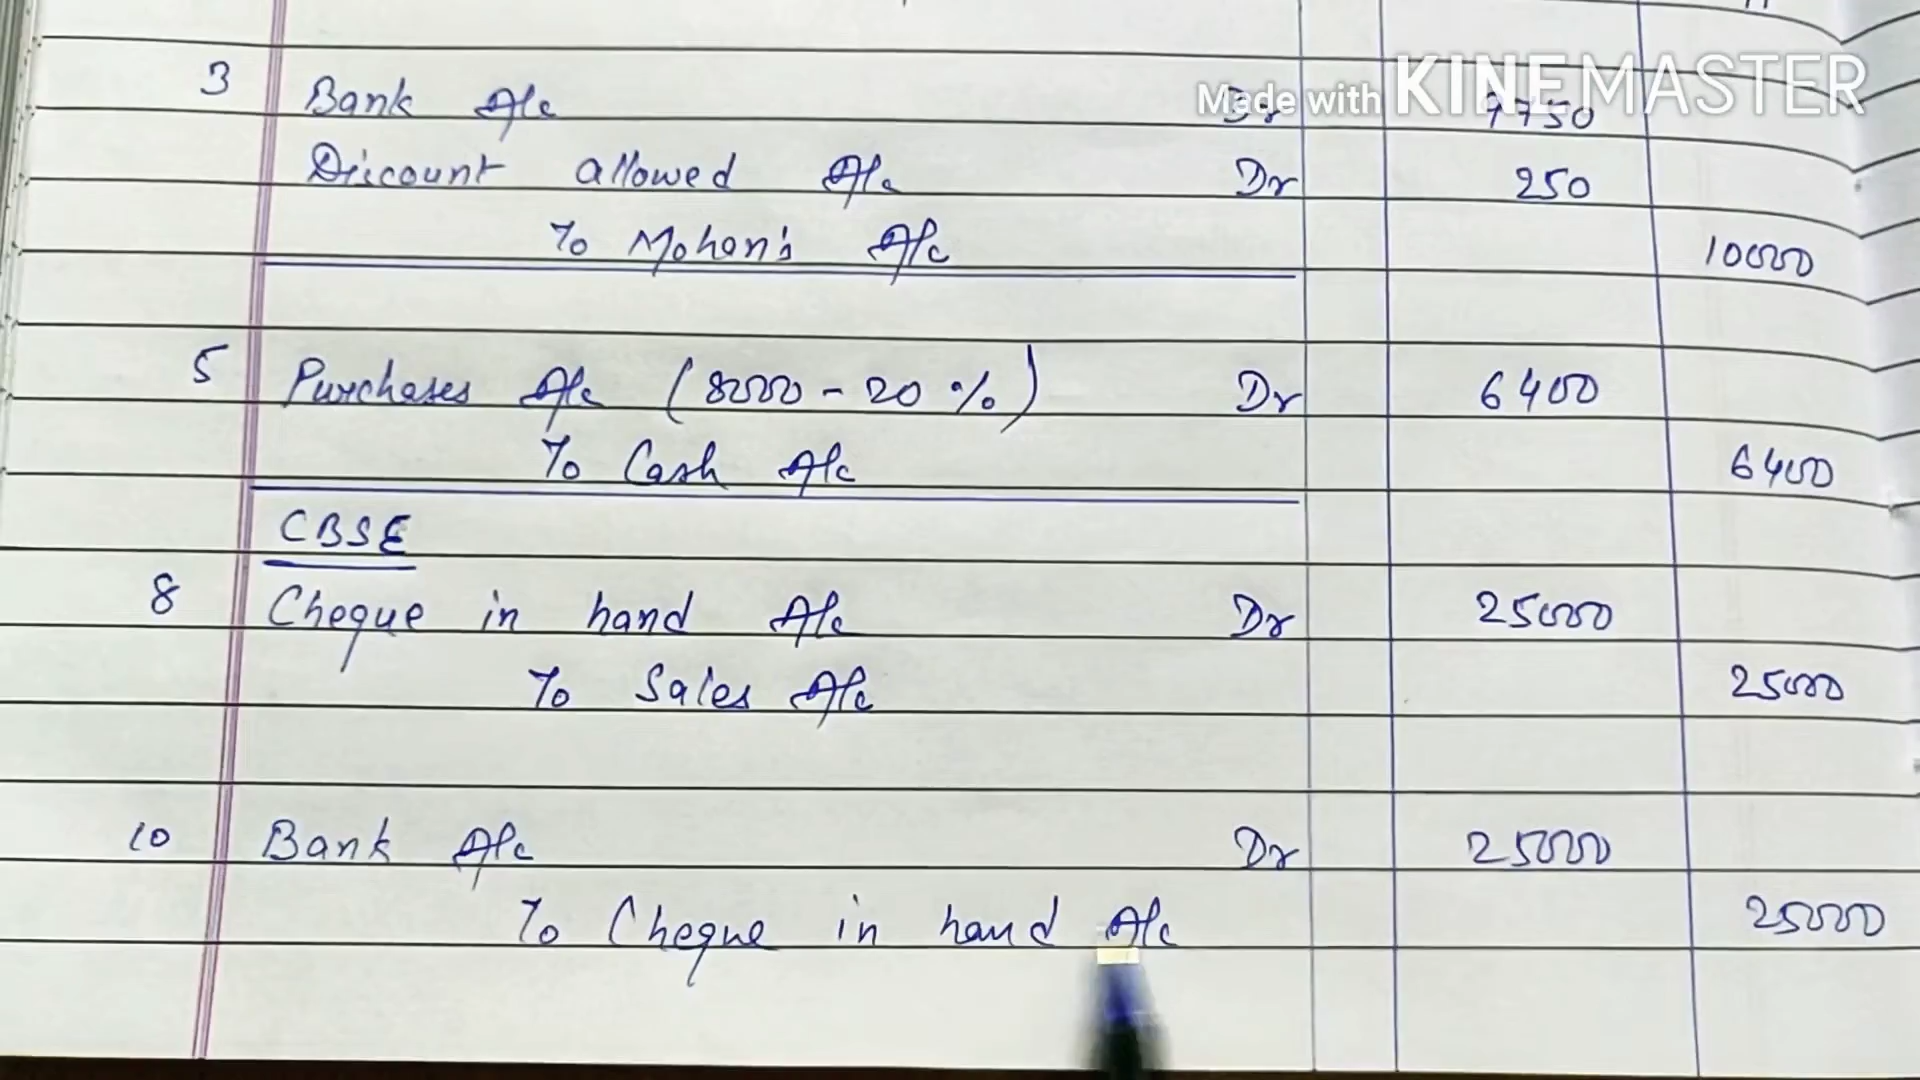 Made with KINEMASTER
3 Bank A/c Dr 9750
Discount allowed A/c Dr 250
To Mohan's A/c 10000
5 Purchases A/c (8000 - 20 %) Dr 6400
To Cash A/c 6400
CBSE
8 Cheque in hand A/c Dr 25000
To Sales A/c 25000
10 Bank A/c Dr 25000
To Cheque in hand A/c 25000